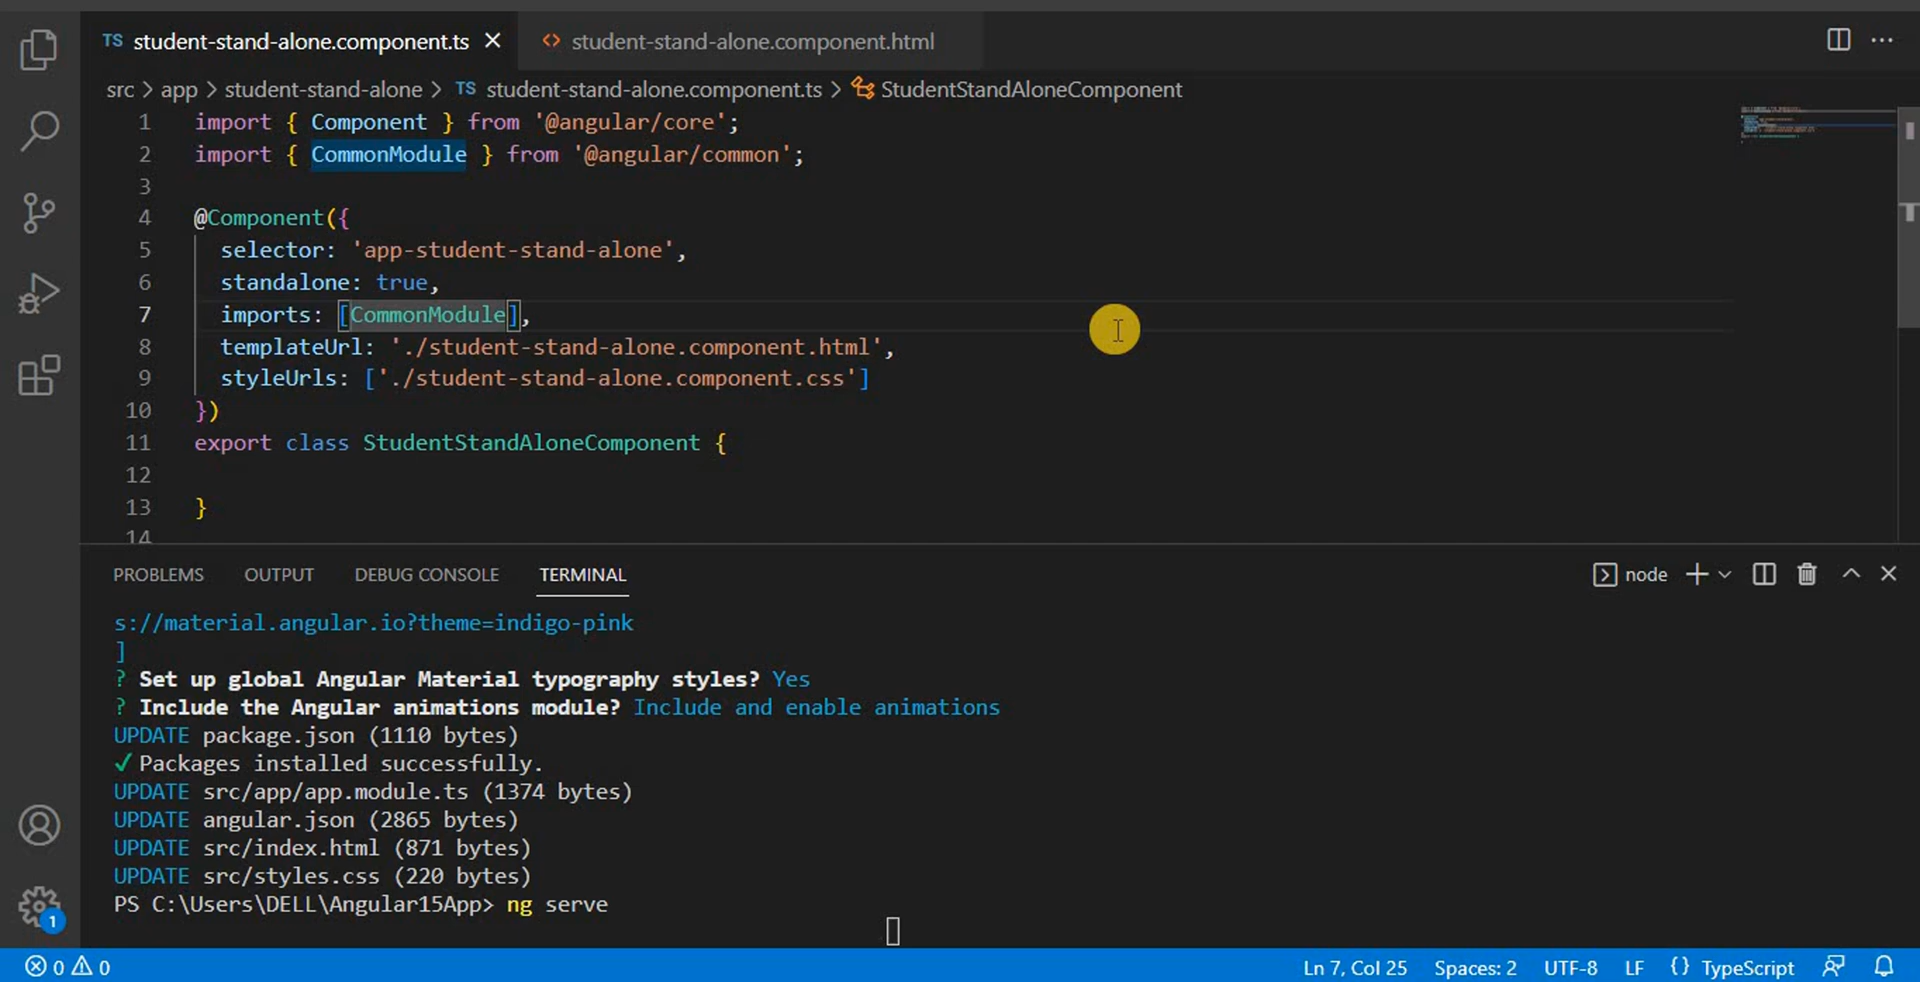 TS student-stand-alone.component.ts × <> student-stand-alone.component.html
src > app > student-stand-alone > TS student-stand-alone.component.ts > StudentStandAloneComponent
1 import { Component } from '@angular/core';
2 import { CommonModule } from '@angular/common';
3
4 @Component({
5 selector: 'app-student-stand-alone',
6 standalone: true,
7 imports: [CommonModule],
8 templateUrl: './student-stand-alone.component.html',
9 styleUrls: ['./student-stand-alone.component.css']
10 })
11 export class StudentStandAloneComponent {
12
13 }
14
PROBLEMS OUTPUT DEBUG CONSOLE TERMINAL node
s://material.angular.io?theme=indigo-pink
]
? Set up global Angular Material typography styles? Yes
? Include the Angular animations module? Include and enable animations
UPDATE package.json (1110 bytes)
✓ Packages installed successfully.
UPDATE src/app/app.module.ts (1374 bytes)
UPDATE angular.json (2865 bytes)
UPDATE src/index.html (871 bytes)
UPDATE src/styles.css (220 bytes)
PS C:\Users\DELL\Angular15App> ng serve
1
0 0 Ln 7, Col 25 Spaces: 2 UTF-8 LF {} TypeScript